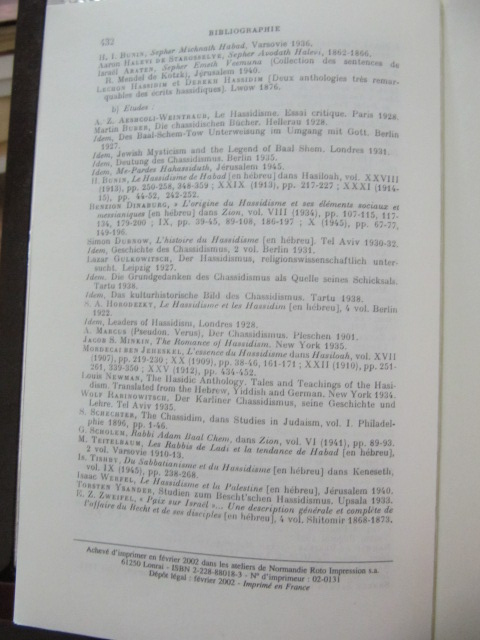 432
BIBLIOGRAPHIE
H. I. BUNIN, Sepher Michnath Habad, Varsovie 1936.
Aaron HALEVI DE STAROSSELYE, Sepher Avodath Halevi, 1862-1866.
Israël ARATEN, Sepher Emeth Veemuna (Collection des sentences de
R. Mendel de Kotzk), Jérusalem 1940.
LECHON HASSIDIM et DEREKH HASSIDIM [Deux anthologies très remar-
quables des écrits hassidiques]. Lwow 1876.
b) Etudes.
A. Z. AESBCOLI-WEINTRAUB, Le Hassidisme. Essai critique. Paris 1928.
Martin BUBER, Die chassidischen Bücher. Hellerau 1928.
Idem, Des Baal-Schem-Tow Unterweisung im Umgang mit Gott. Berlin
1927.
Idem, Jewish Mysticism and the Legend of Baal Shem. Londres 1931.
Idem, Deutung des Chassidismus. Berlin 1935.
Idem, Me-Pardes Hahassiduth, Jérusalem 1945.
H. BUNIN, Le Hassidisme de Habad [en hébreu] dans Hasiloah, vol. XXVIII
(1913), pp. 250-258, 348-359 ; XXIX (1913), pp. 217-227 ; XXXI (1914-
15), pp. 44-52, 242-252.
BENZION DINABURG, « L'origine du Hassidisme et ses éléments sociaux et
messianiques [en hébreu] dans Zion, vol. VIII (1934), pp. 107-115, 117-
134, 179-200 ; IX, pp. 39-45, 89-108, 186-197 ; X (1945), pp. 67-77,
149-196.
Simon DUBNOW, L'histoire du Hassidisme [en hébreu]. Tel Aviv 1930-32.
Idem, Geschichte des Chassidismus, 2 vol. Berlin 1931.
Lazar GULKOWITSCH, Der Hassidismus, religionswissenschaftlich unter-
sucht. Leipzig 1927.
Idem. Die Grundgedanken des Chassidismus als Quelle seines Schicksals.
Tartu 1938.
Idem, Das kulturhistorische Bild des Chassidismus. Tartu 1938.
S. A. HORODEZKY, Le Hassidisme et les Hassidim [en hébreu], 4 vol. Berlin
1922.
Idem, Leaders of Hassidism, Londres 1928.
A. MARCUS (Pseudon. Verus), Der Chassidismus. Pleschen 1901.
JACOB S. MINKIN, The Romance of Hassidism. New York 1935.
MORDECAI BEN JEHESKEL, L'essence du Hassidisme dans Hasiloah, vol. XVII
(1907), pp. 219-230 ; XX (1909), pp. 38-46, 161-171 ; XXII (1910), pp. 251-
261, 339-350 ; XXV (1912), pp. 434-452.
Louis NEWMAN, The Hasidic Anthology. Tales and Teachings of the Hasi-
dism. Translated from the Hebrew, Yiddish and German, New York 1934.
WOLF RABINOWITSCH. Der Karliner Chassidismus, seine Geschichte und
Lehre. Tel Aviv 1935.
S. SCHECHTER, The Chassidim, dans Studies in Judaism, vol. I. Philadel-
phie 1896, pp. 1-46.
G. SCHOLEM, Rabbi Adam Baal Chem, dans Zion, vol. VI (1941), pp. 89-93.
M. TEITELBAUM, Les Rabbis de Ladi et la tendance de Habad [en hébreu],
2 vol. Varsovie 1910-13.
Is. TISHBY, Du Sabbatianisme et du Hassidisme [en hébreu] dans Keneseth,
vol. IX (1945), pp. 238-268.
Isaac WERFEL, Le Hassidisme et la Palestine [en hébreu], Jérusalem 1940.
TORSTEN YSANDER, Studien zum Bescht'schen Hassidismus. Upsala 1933.
E. Z. ZWEIFEL, « Paix sur Israël »... Une description générale et complète de
l'affaire du Hecht et de ses disciples [en hébreu], 4 vol. Shitomir 1868-1873.
Achevé d'imprimer en février 2002 dans les ateliers de Normandie Roto Impression s.a.
61250 Lonrai - ISBN 2-228-88018-3 - N° d'imprimeur : 02-0131
Dépôt légal : février 2002 - Imprimé en France